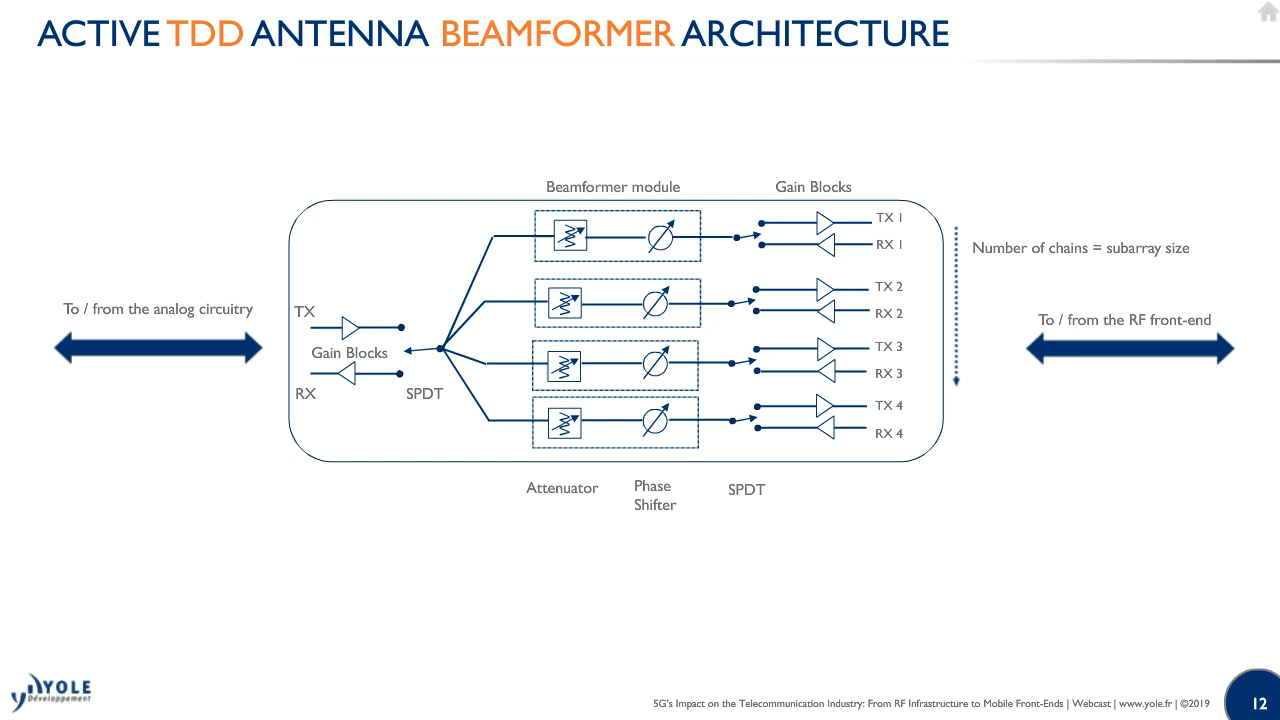 ACTIVE TDD ANTENNA BEAMFORMER ARCHITECTURE
Beamformer module
Gain Blocks
TX 1
RX 1
Number of chains = subarray size
TX 2
RX 2
To / from the analog circuitry
TX
Gain Blocks
RX
SPDT
To / from the RF front-end
TX 3
RX 3
TX 4
RX 4
Attenuator
Phase
Shifter
SPDT
YOLE
Développement
5G's Impact on the Telecommunication Industry: From RF Infrastructure to Mobile Front-Ends | Webcast | www.yole.fr | ©2019
12